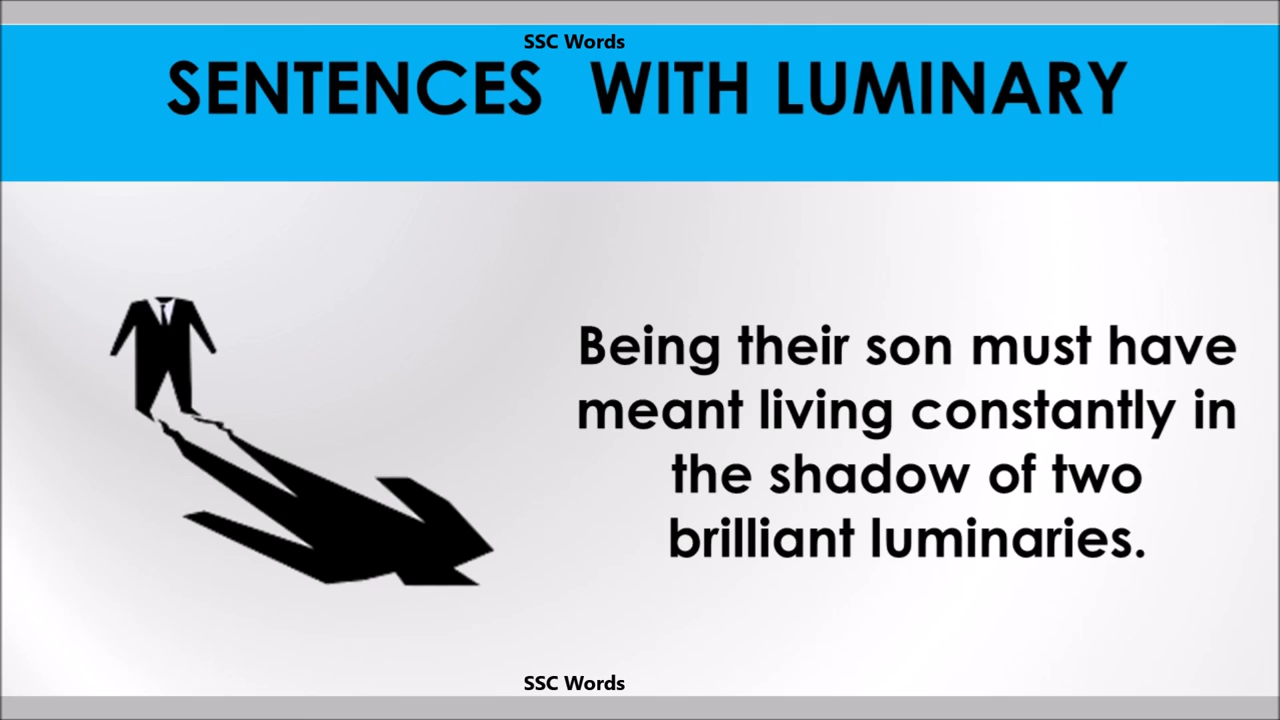 SSC Words
SENTENCES WITH LUMINARY
Being their son must have
meant living constantly in
the shadow of two
brilliant luminaries.
SSC Words